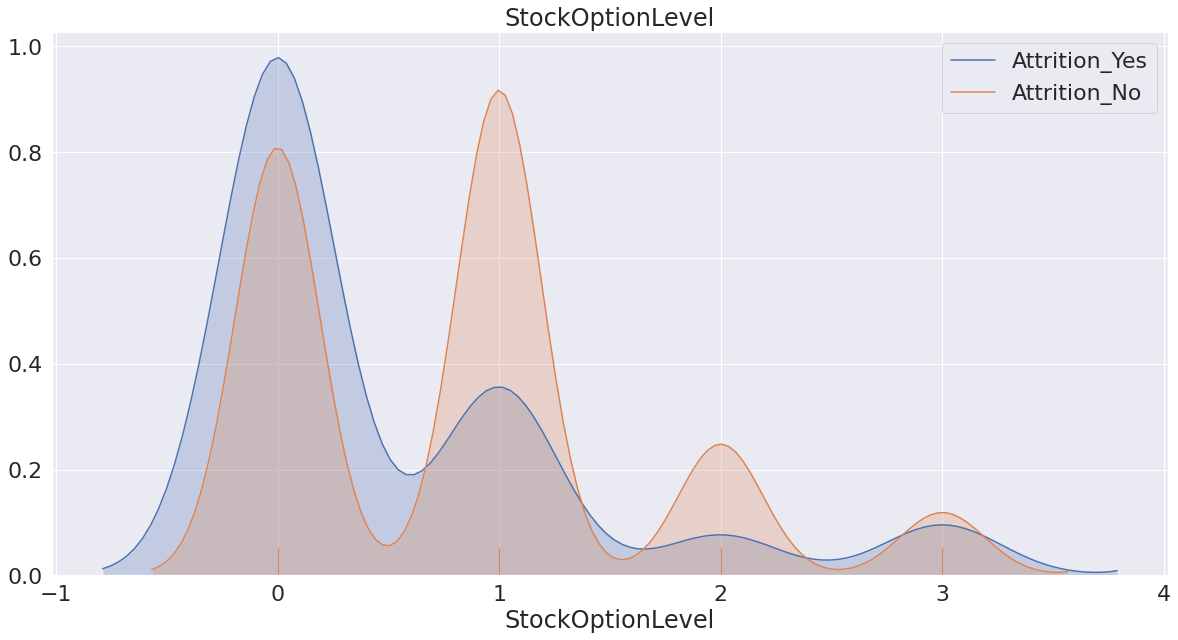 StockOptionLevel
Attrition_Yes
Attrition_No
1.0
0.8
0.6
0.4
0.2
0.0
−1 0 1 2 3 4
StockOptionLevel